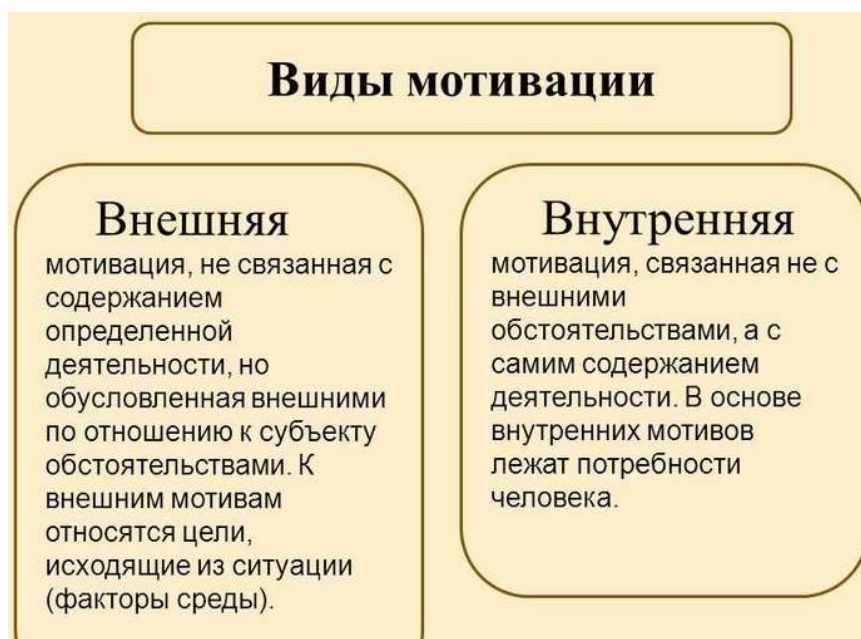 Виды мотивации
Внешняя
мотивация, не связанная с
содержанием
определенной
деятельности, но
обусловленная внешними
по отношению к субъекту
обстоятельствами. К
внешним мотивам
относятся цели,
исходящие из ситуации
(факторы среды).
Внутренняя
мотивация, связанная не с
внешними
обстоятельствами, а с
самим содержанием
деятельности. В основе
внутренних мотивов
лежат потребности
человека.